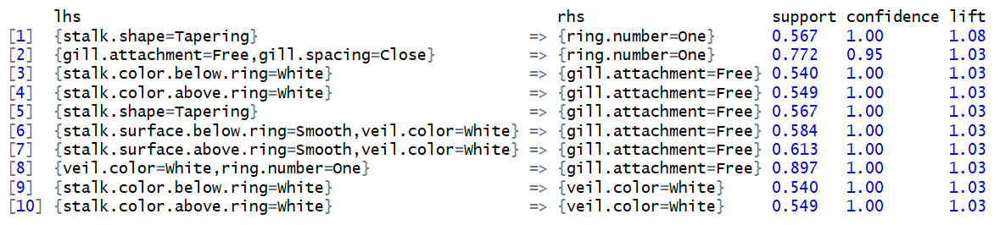 lhs rhs support confidence lift
[1] {stalk.shape=Tapering} => {ring.number=One} 0.567 1.00 1.08
[2] {gill.attachment=Free,gill.spacing=Close} => {ring.number=One} 0.772 0.95 1.03
[3] {stalk.color.below.ring=White} => {gill.attachment=Free} 0.540 1.00 1.03
[4] {stalk.color.above.ring=White} => {gill.attachment=Free} 0.549 1.00 1.03
[5] {stalk.shape=Tapering} => {gill.attachment=Free} 0.567 1.00 1.03
[6] {stalk.surface.below.ring=Smooth,veil.color=White} => {gill.attachment=Free} 0.584 1.00 1.03
[7] {stalk.surface.above.ring=Smooth,veil.color=White} => {gill.attachment=Free} 0.613 1.00 1.03
[8] {veil.color=White,ring.number=One} => {gill.attachment=Free} 0.897 1.00 1.03
[9] {stalk.color.below.ring=White} => {veil.color=White} 0.540 1.00 1.03
[10] {stalk.color.above.ring=White} => {veil.color=White} 0.549 1.00 1.03